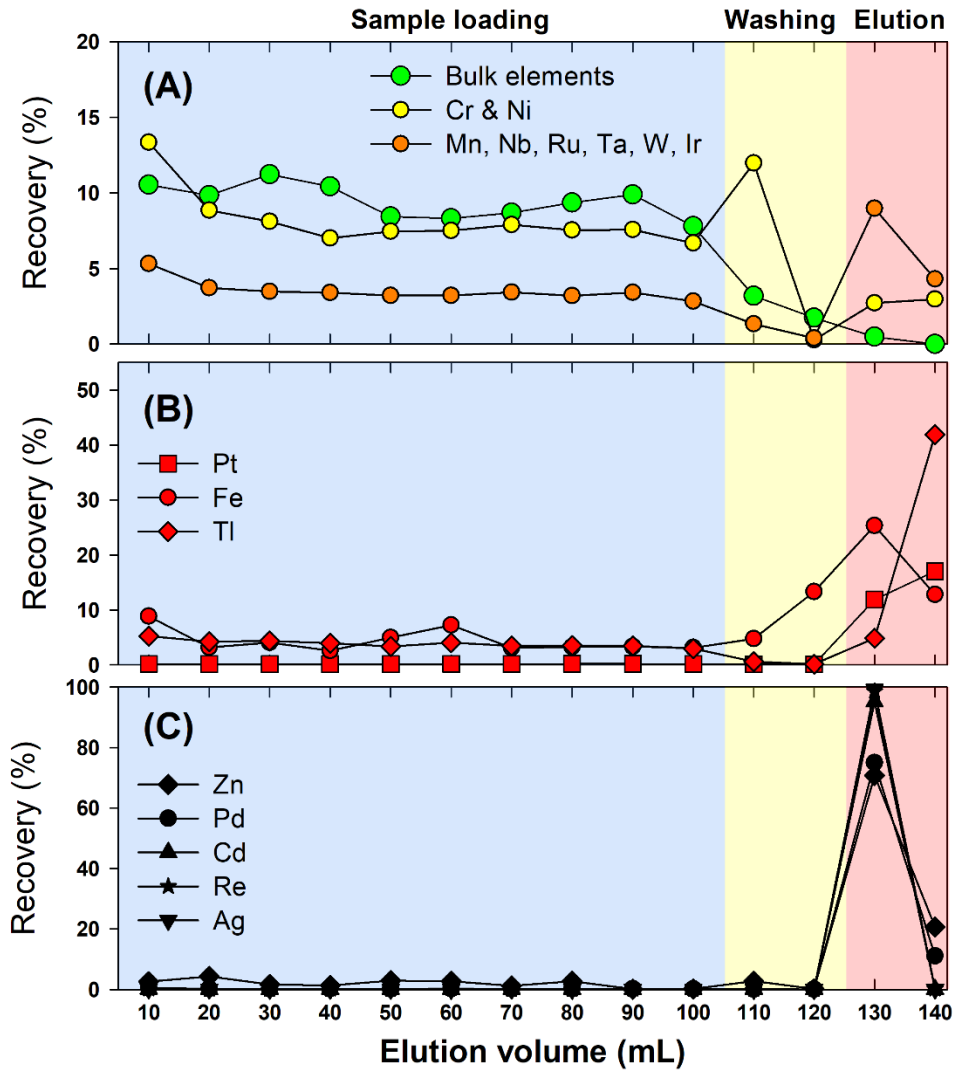 Sample loading Washing Elution
20
15
10
5
0
Recovery (%)
(A)
Bulk elements
Cr & Ni
Mn, Nb, Ru, Ta, W, Ir
50
40
30
20
10
0
Recovery (%)
(B)
Pt
Fe
Tl
100
80
60
40
20
0
Recovery (%)
(C)
Zn
Pd
Cd
Re
Ag
10 20 30 40 50 60 70 80 90 100 110 120 130 140
Elution volume (mL)